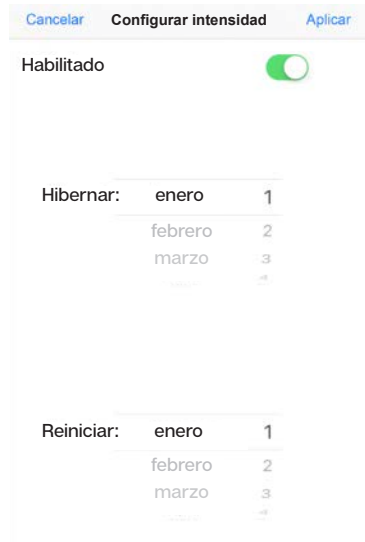 Cancelar Configurar intensidad Aplicar
Habilitado
Hibernar: enero 1
febrero 2
marzo 3
Reiniciar: enero 1
febrero 2
marzo 3